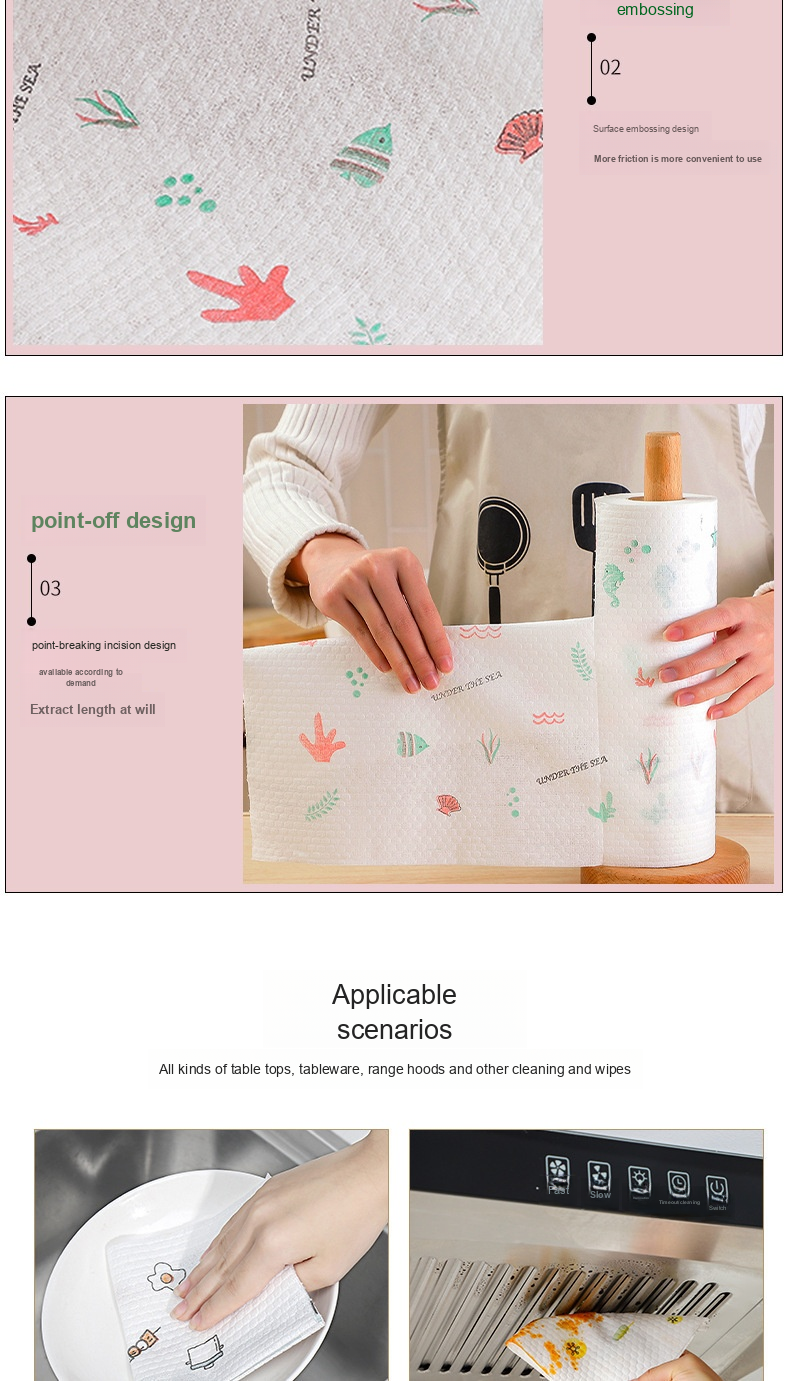 embossing
02
Surface embossing design
More friction is more convenient to use
UNDER
THE SEA
point-off design
03
point-breaking incision design
available according to
demand
Extract length at will
UNDER THE SEA
UNDER THE SEA
Applicable
scenarios
All kinds of table tops, tableware, range hoods and other cleaning and wipes
Fast
Slow
Timeout cleaning
Switch